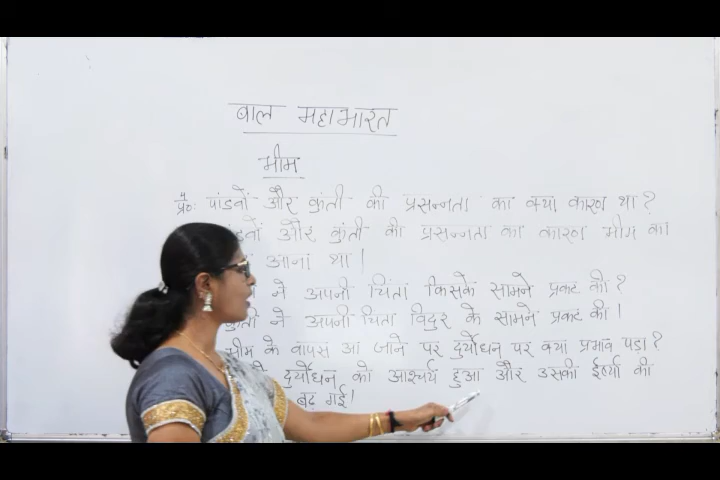 बाल महाभारत
भीम
४
प्र०: पांडवों और कुंती की प्रसन्नता का क्या कारण था?
और कुंती की प्रसन्नता का कारण भीम का
आना था।
ने अपनी चिंता किसके सामने प्रकट की?
कुंती ने अपनी चिंता विदुर के सामने प्रकट की।
भीम के वापस आ जाने पर दुर्योधन पर क्या प्रभाव पड़ा?
दुर्योधन को आश्चर्य हुआ और उसकी ईर्ष्या की
बढ़ गई।